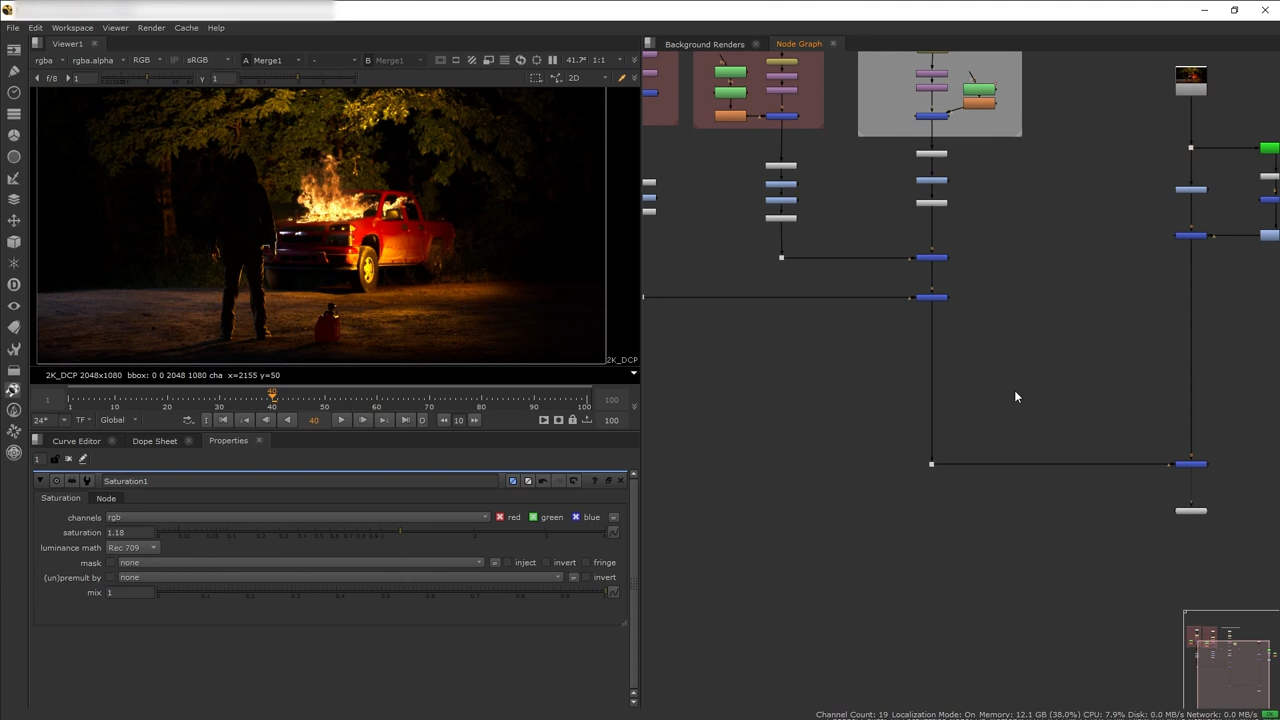 File Edit Workspace Viewer Render Cache Help
Viewer1
Background Renders Node Graph
rgba rgba.alpha RGB IP sRGB A Merge1 - B Merge1 41.7* 1:1
f/8 1 Y 1 2D
2K_DCP
2K_DCP 2048x1080 bbox: 0 0 2048 1080 cha x=2155 y=50
40
1 1 10 20 30 40 50 60 70 80 90 100 100
24* TF Global 40 10 100
Curve Editor Dope Sheet Properties
1
Saturation1
Saturation Node
channels rgb red green blue
saturation 1.18
luminance math Rec 709
mask none inject invert fringe
(un)premult by none invert
mix 1
Channel Count: 19 Localization Mode: On Memory: 12.1 GB (38.0%) CPU: 7.9% Disk: 0.0 MB/s Network: 0.0 MB/s